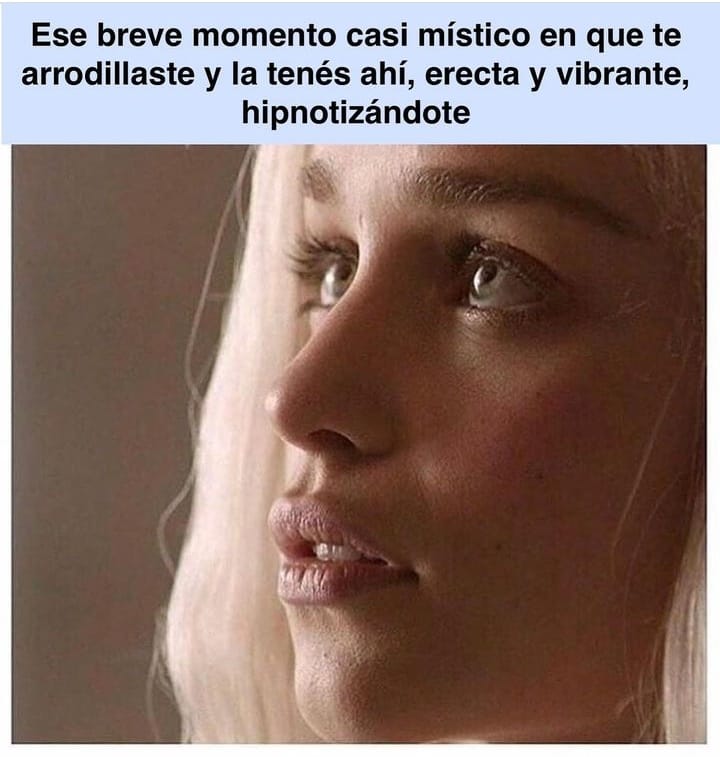 Ese breve momento casi místico en que te
arrodillaste y la tenés ahí, erecta y vibrante,
hipnotizándote